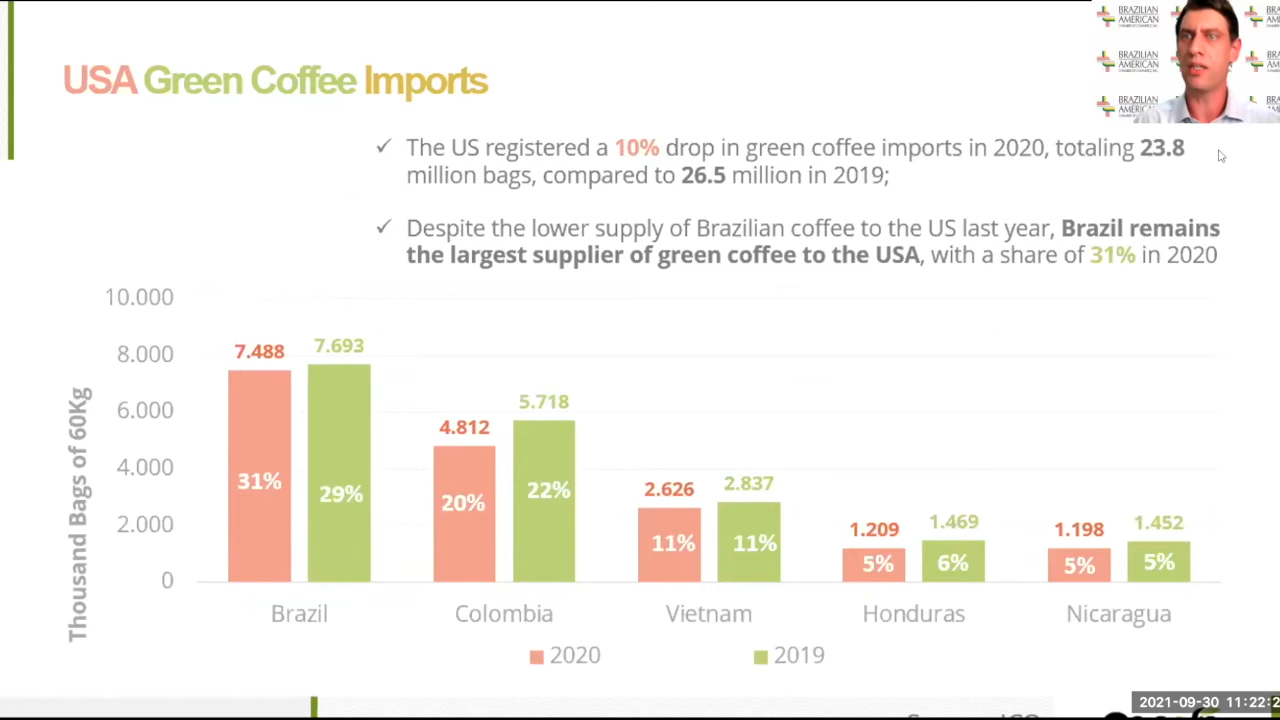 USA Green Coffee Imports
BRAZILIAN
AMERICAN
BRAZILIAN
AMERICAN
BRAZILIAN
AMERICAN
✓ The US registered a 10% drop in green coffee imports in 2020, totaling 23.8
million bags, compared to 26.5 million in 2019;
✓ Despite the lower supply of Brazilian coffee to the US last year, Brazil remains
the largest supplier of green coffee to the USA, with a share of 31% in 2020
Thousand Bags of 60Kg
10.000
8.000
6.000
4.000
2.000
0
7.488 7.693
31% 29%
4.812 5.718
20% 22%
2.626 2.837
11% 11%
1.209 1.469
5% 6%
1.198 1.452
5% 5%
Brazil Colombia Vietnam Honduras Nicaragua
2020 2019
2021-09-30 11:22:2